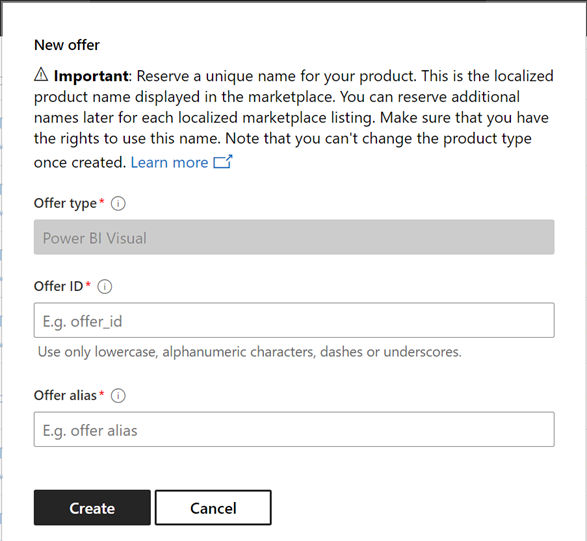 New offer
⚠ Important: Reserve a unique name for your product. This is the localized
product name displayed in the marketplace. You can reserve additional
names later for each localized marketplace listing. Make sure that you have
the rights to use this name. Note that you can't change the product type
once created. Learn more
Offer type*
Power BI Visual
Offer ID*
E.g. offer_id
Use only lowercase, alphanumeric characters, dashes or underscores.
Offer alias*
E.g. offer alias
Create Cancel